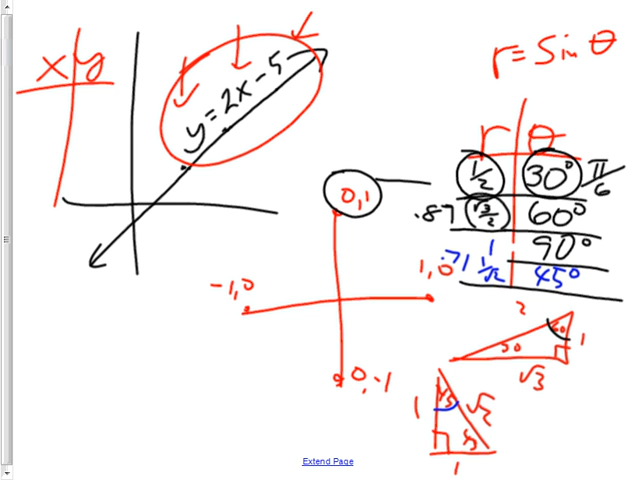 x y
y = 2x - 5
r = sin θ
r θ
1/2 30° π/6
.87 √3/2 60°
1 90°
.71 1/√2 45°
0,1
-1,0
1,0
0,-1
2
60
30
1
√3
1
45
√2
45
1
Extend Page